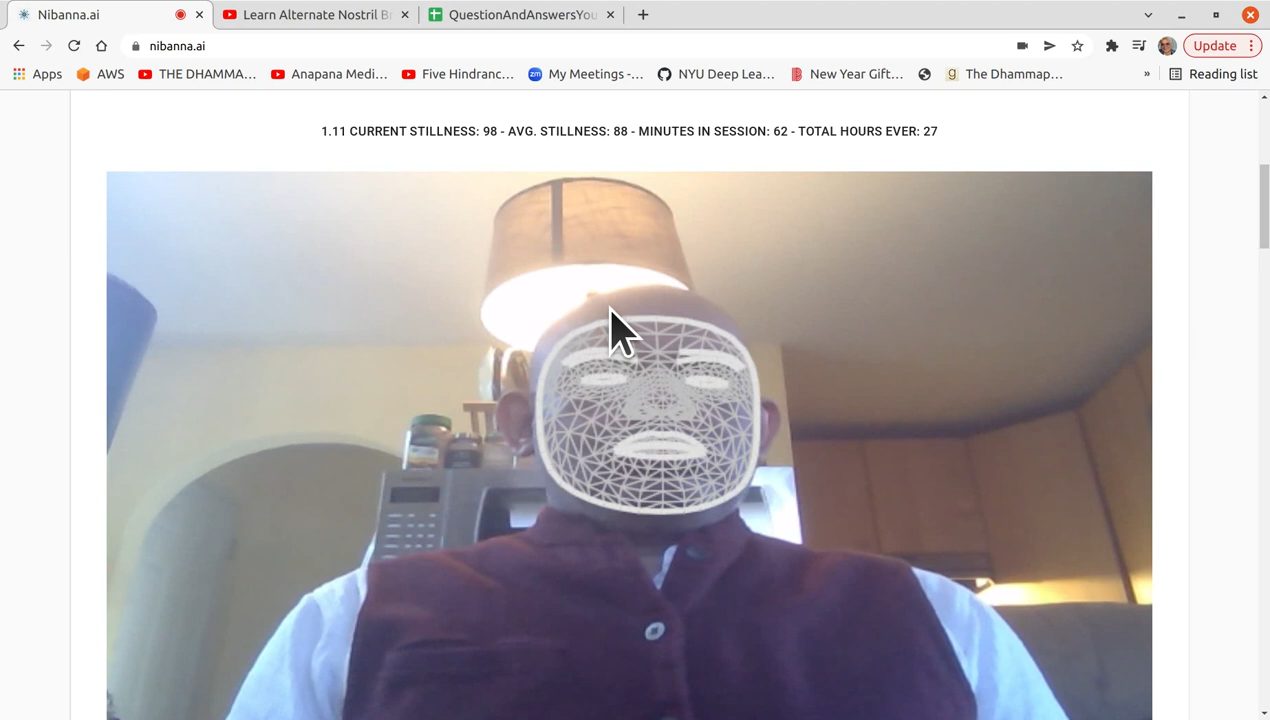 Nibanna.ai
Learn Alternate Nostril B
QuestionAndAnswersYou
nibanna.ai
Update
Apps
AWS
THE DHAMMA…
Anapana Medi…
Five Hindranc…
My Meetings -…
NYU Deep Lea…
New Year Gift…
The Dhammap…
»
Reading list
1.11 CURRENT STILLNESS: 98 - AVG. STILLNESS: 88 - MINUTES IN SESSION: 62 - TOTAL HOURS EVER: 27